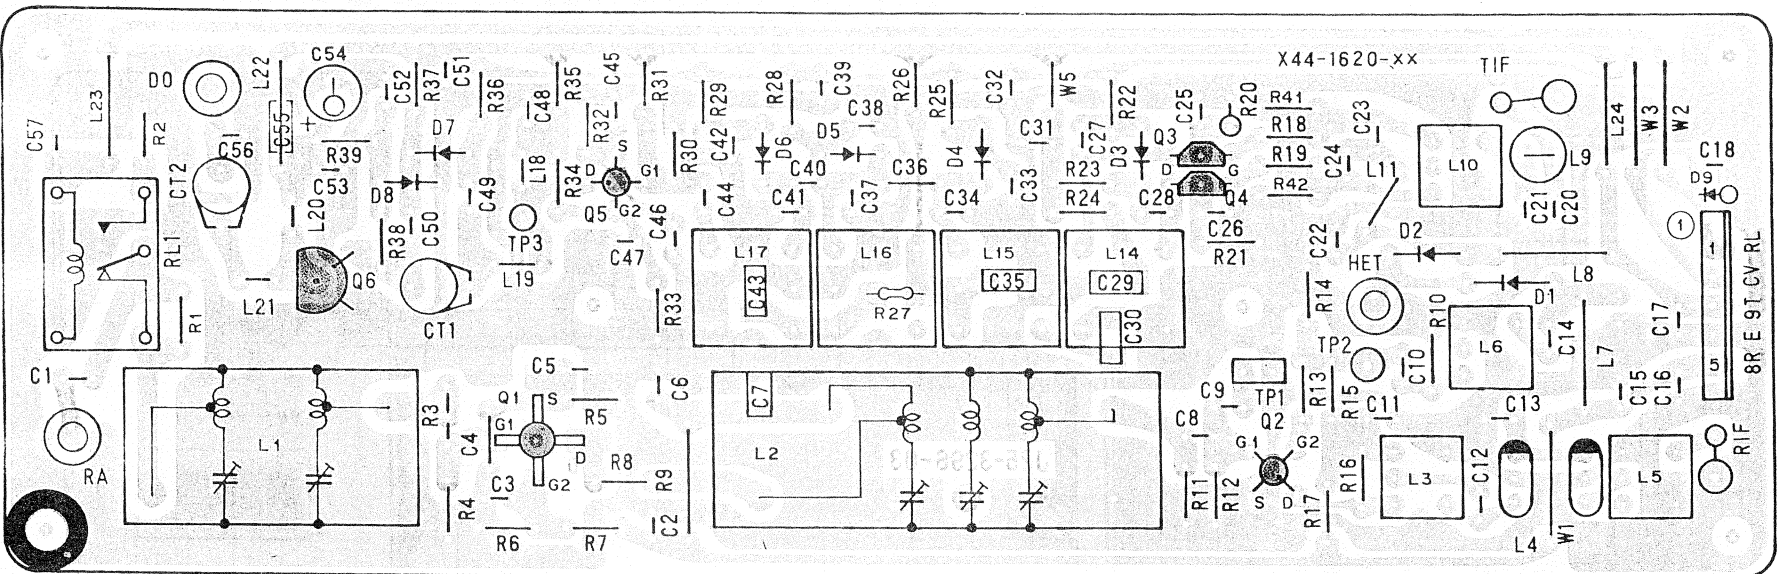 X44-1620-xx
C57
L23
R2
DO
L22
C54
C55
+
C52
R37
C51
R36
C48
R35
C45
R31
R32
R29
R28
C39
C38
R26
R25
C32
W5
R22
C25
R20
R41
R18
R19
R42
C23
C24
TIF
L24
W3
W2
C18
D9
CT2
C56
R39
D7
L18
R34
S
D
G1
G2
Q5
R30
C42
D6
D5
C40
C36
D4
C31
C33
R23
R24
C27
D3
Q3
D
G
Q4
L11
L10
L9
C21
C20
1
1
5
8R E 9T CV-RL
RL1
L20
C53
D8
C49
C50
R38
TP3
L19
C47
C46
C44
C41
C37
C34
C28
C26
R21
C22
D2
HET
L8
D1
R1
L21
Q6
CT1
R33
L17
C43
L16
R27
L15
C35
L14
C29
C30
R14
TP2
R10
L6
C14
L7
C17
C15
C16
C1
RA
L1
R3
C4
C5
Q1
S
G1
D
G2
R5
C6
C7
L2
C9
TP1
C8
Q2
G1
G2
S
D
R13
R15
C10
C11
C13
RIF
R4
C3
R8
R9
R6
R7
C2
J25-3296-03
R11
R12
R17
R16
L3
C12
L4
W1
L5